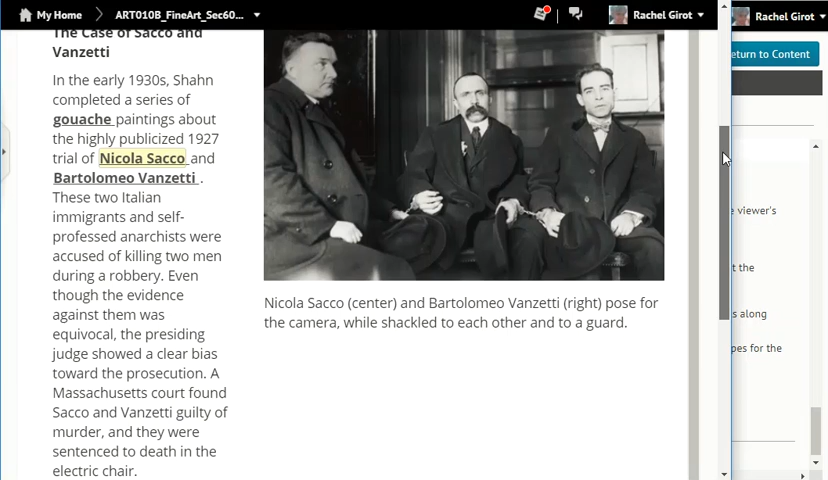 My Home
ART010B_FineArt_Sec60...
Rachel Girot
Rachel Girot
Return to Content
The Case of Sacco and
Vanzetti
In the early 1930s, Shahn
completed a series of
gouache paintings about
the highly publicized 1927
trial of Nicola Sacco and
Bartolomeo Vanzetti .
These two Italian
immigrants and self-
professed anarchists were
accused of killing two men
during a robbery. Even
though the evidence
against them was
equivocal, the presiding
judge showed a clear bias
toward the prosecution. A
Massachusetts court found
Sacco and Vanzetti guilty of
murder, and they were
sentenced to death in the
electric chair.
Nicola Sacco (center) and Bartolomeo Vanzetti (right) pose for
the camera, while shackled to each other and to a guard.
viewer's
the
along
for the